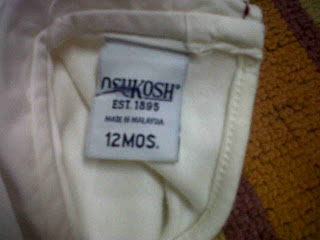 OSHKOSH®
EST. 1895
MADE IN MALAYSIA
12MOS.